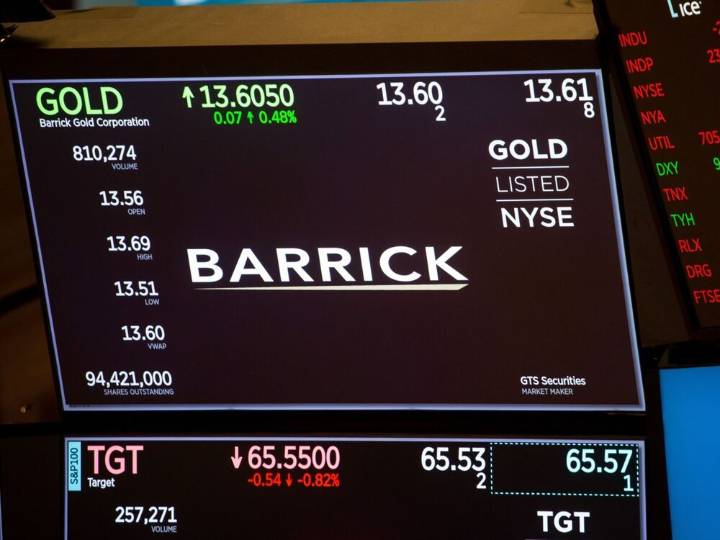 GOLD
Barrick Gold Corporation
↑ 13.6050
0.07 ↑ 0.48%
13.60
2
13.61
8
810,274
VOLUME
13.56
OPEN
13.69
HIGH
13.51
LOW
13.60
VWAP
94,421,000
SHARES OUTSTANDING
BARRICK
GOLD
LISTED
NYSE
GTS Securities
MARKET MAKER
S&P100
TGT
Target
↓ 65.5500
-0.54 ↓ -0.82%
65.53
2
65.57
1
257,271
VOLUME
TGT
ice
INDU
INDP
NYSE
NYA
UTIL 705
DXY
TNX
TYH
RLX
DRG
FTSE